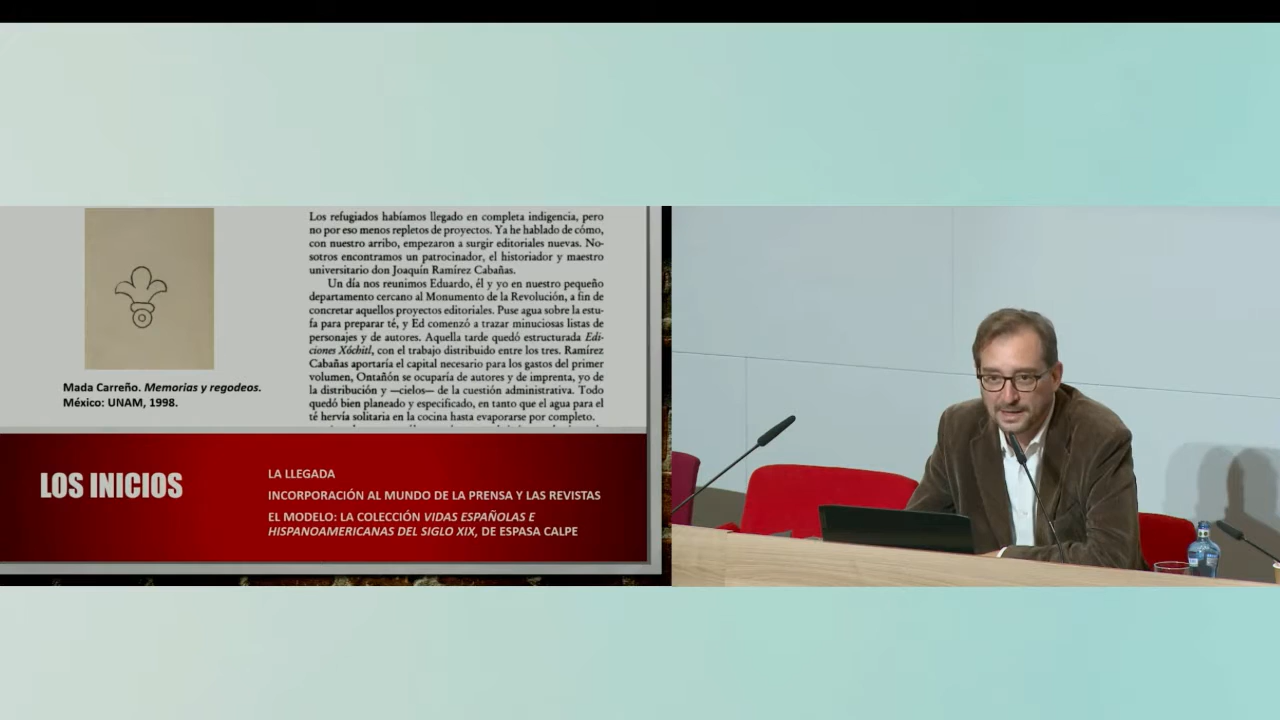 Los refugiados habíamos llegado en completa indigencia, pero
no por eso menos repletos de proyectos. Ya he hablado de cómo,
con nuestro arribo, empezaron a surgir editoriales nuevas. No-
sotros encontramos un patrocinador, el historiador y maestro
universitario don Joaquín Ramírez Cabañas.
Un día nos reunimos Eduardo, él y yo en nuestro pequeño
departamento cercano al Monumento de la Revolución, a fin de
concretar aquellos proyectos editoriales. Puse agua sobre la estu-
fa para preparar té, y Ed comenzó a trazar minuciosas listas de
personajes y de autores. Aquella tarde quedó estructurada Edi-
ciones Xóchitl, con el trabajo distribuido entre los tres. Ramírez
Cabañas aportaría el capital necesario para los gastos del primer
volumen, Ontañón se ocuparía de autores y de imprenta, yo de
la distribución y —cielos— de la cuestión administrativa. Todo
quedó bien planeado y especificado, en tanto que el agua para el
té hervía solitaria en la cocina hasta evaporarse por completo.
Mada Carreño. Memorias y regodeos.
México: UNAM, 1998.
LOS INICIOS
LA LLEGADA
INCORPORACIÓN AL MUNDO DE LA PRENSA Y LAS REVISTAS
EL MODELO: LA COLECCIÓN VIDAS ESPAÑOLAS E
HISPANOAMERICANAS DEL SIGLO XIX, DE ESPASA CALPE